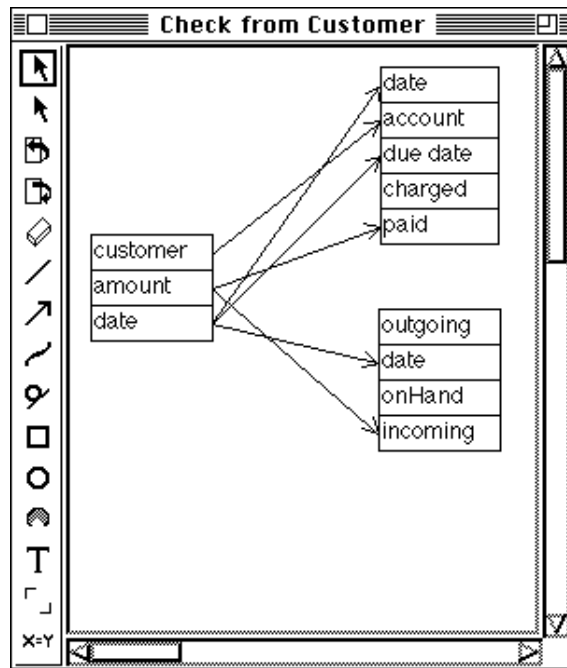 Check from Customer
date
account
due date
charged
paid
customer
amount
date
outgoing
date
onHand
incoming
T
X=Y